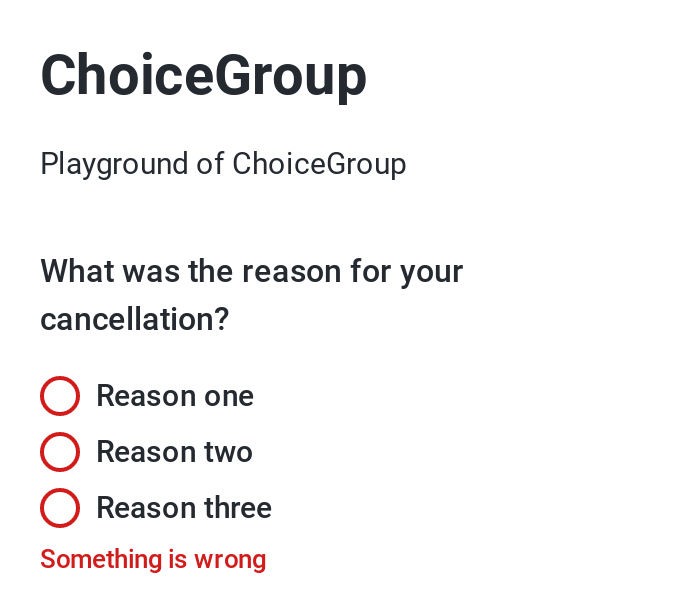 ChoiceGroup
Playground of ChoiceGroup
What was the reason for your
cancellation?
Reason one
Reason two
Reason three
Something is wrong